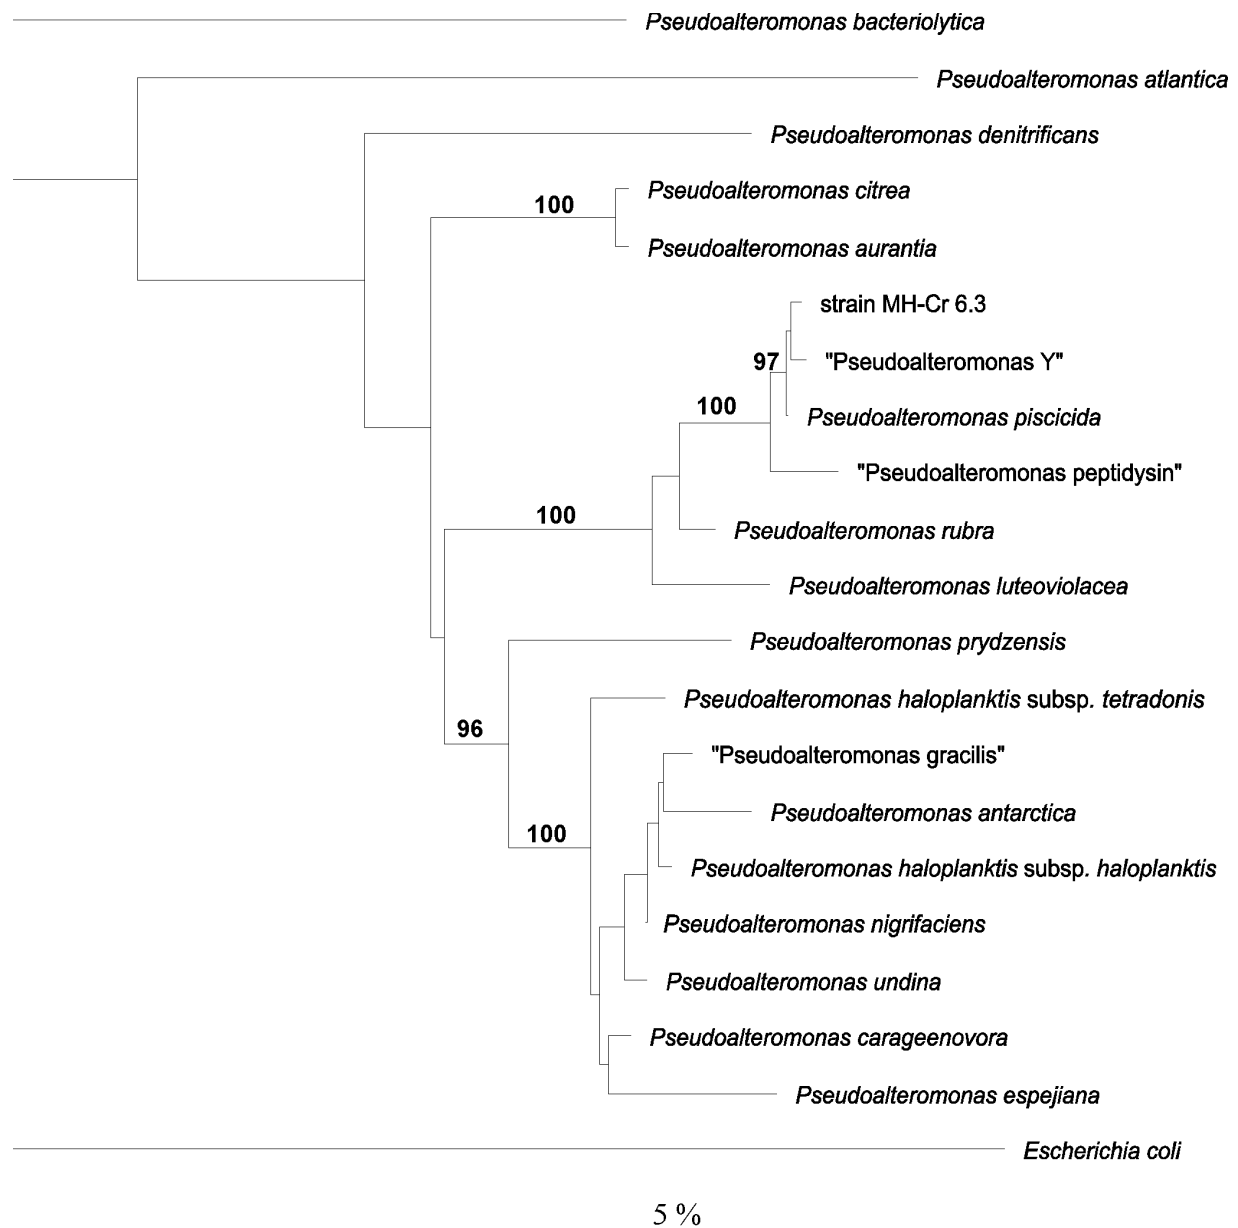 Pseudoalteromonas bacteriolytica
Pseudoalteromonas atlantica
Pseudoalteromonas denitrificans
Pseudoalteromonas citrea
100
Pseudoalteromonas aurantia
strain MH-Cr 6.3
97
"Pseudoalteromonas Y"
100
Pseudoalteromonas piscicida
"Pseudoalteromonas peptidysin"
100
Pseudoalteromonas rubra
Pseudoalteromonas luteoviolacea
Pseudoalteromonas prydzensis
Pseudoalteromonas haloplanktis subsp. tetradonis
96
"Pseudoalteromonas gracilis"
Pseudoalteromonas antarctica
100
Pseudoalteromonas haloplanktis subsp. haloplanktis
Pseudoalteromonas nigrifaciens
Pseudoalteromonas undina
Pseudoalteromonas carageenovora
Pseudoalteromonas espejiana
Escherichia coli
5 %